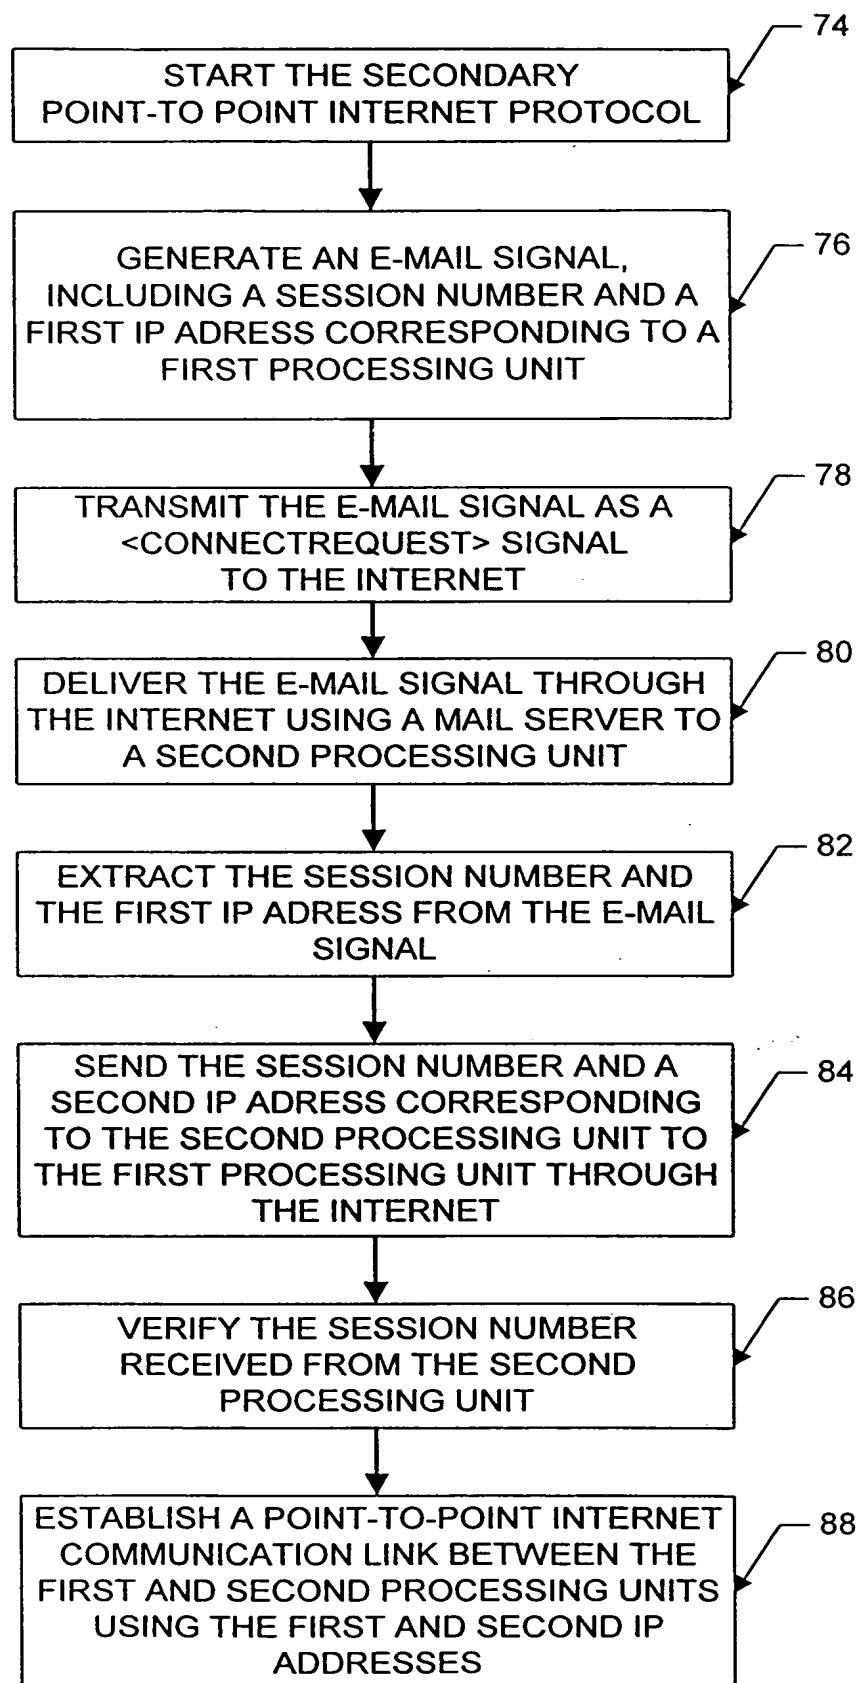 74
START THE SECONDARY
POINT-TO POINT INTERNET PROTOCOL
76
GENERATE AN E-MAIL SIGNAL,
INCLUDING A SESSION NUMBER AND A
FIRST IP ADRESS CORRESPONDING TO A
FIRST PROCESSING UNIT
78
TRANSMIT THE E-MAIL SIGNAL AS A
<CONNECTREQUEST> SIGNAL
TO THE INTERNET
80
DELIVER THE E-MAIL SIGNAL THROUGH
THE INTERNET USING A MAIL SERVER TO
A SECOND PROCESSING UNIT
82
EXTRACT THE SESSION NUMBER AND
THE FIRST IP ADRESS FROM THE E-MAIL
SIGNAL
84
SEND THE SESSION NUMBER AND A
SECOND IP ADRESS CORRESPONDING
TO THE SECOND PROCESSING UNIT TO
THE FIRST PROCESSING UNIT THROUGH
THE INTERNET
86
VERIFY THE SESSION NUMBER
RECEIVED FROM THE SECOND
PROCESSING UNIT
88
ESTABLISH A POINT-TO-POINT INTERNET
COMMUNICATION LINK BETWEEN THE
FIRST AND SECOND PROCESSING UNITS
USING THE FIRST AND SECOND IP
ADDRESSES